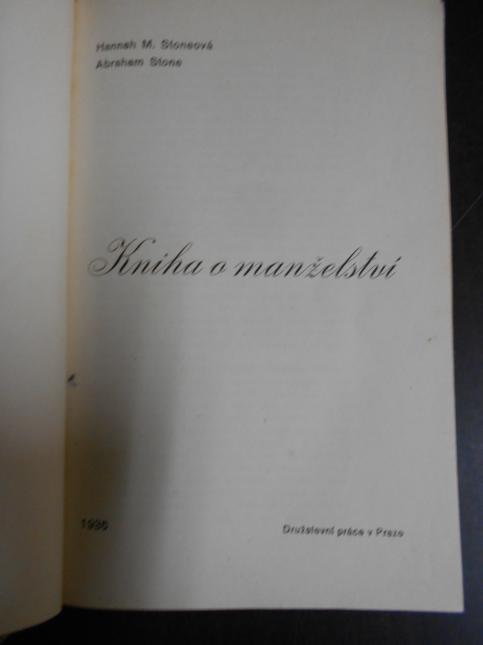 Hannah M. Stoneová
Abraham Stone
Kniha o manželství
1936
Družstevní práce v Praze